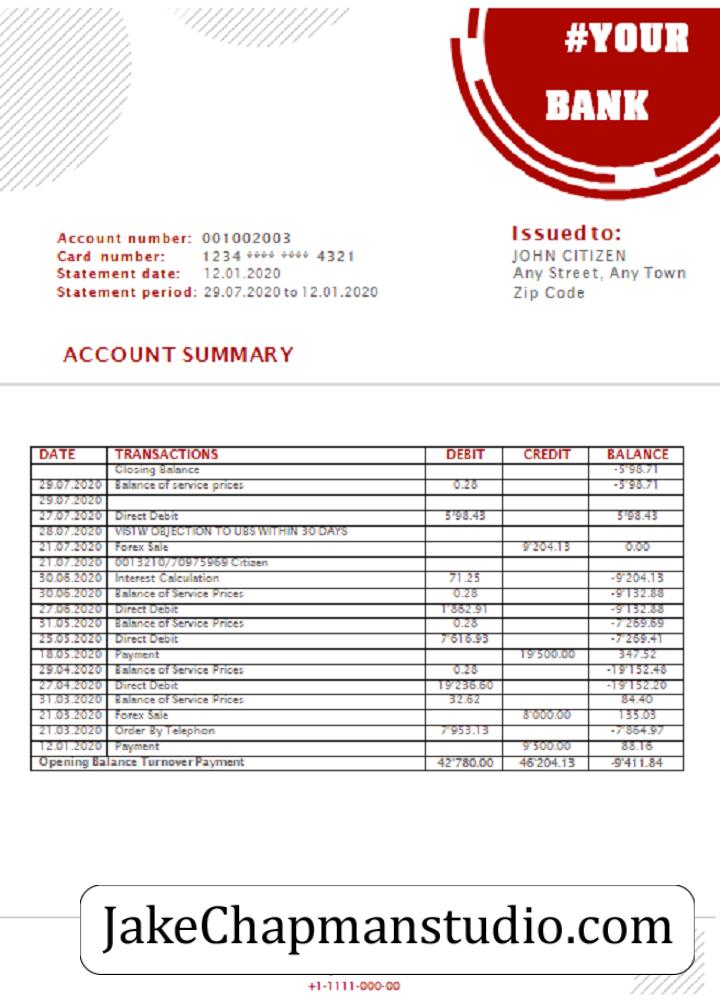 #YOUR
BANK
Account number: 001002003
Card number: 1234 **** **** 4321
Statement date: 12.01.2020
Statement period: 29.07.2020 to 12.01.2020
Issued to:
JOHN CITIZEN
Any Street, Any Town
Zip Code
ACCOUNT SUMMARY
DATE TRANSACTIONS DEBIT CREDIT BALANCE
Closing Balance -5'98.71
29.07.2020 Balance of service prices 0.28 -5'98.71
29.07.2020
27.07.2020 Direct Debit 5'98.43 5'98.43
28.07.2020 VISTW OBJECTION TO UBS WITHIN 30 DAYS
21.07.2020 Forex Sale 9'204.13 0.00
21.07.2020 0013210/70975969 Citizen
30.06.2020 Interest Calculation 71.25 -9'204.13
30.06.2020 Balance of Service Prices 0.28 -9'132.88
27.06.2020 Direct Debit 1'862.91 -9'132.88
31.05.2020 Balance of Service Prices 0.28 -7'269.69
25.05.2020 Direct Debit 7'616.93 -7'269.41
18.05.2020 Payment 19'500.00 347.52
29.04.2020 Balance of Service Prices 0.28 -19'152.48
27.04.2020 Direct Debit 19'236.60 -19'152.20
31.03.2020 Balance of Service Prices 32.62 84.40
21.03.2020 Forex Sale 8'000.00 135.03
21.03.2020 Order By Telephon 7'953.13 -7'864.97
12.01.2020 Payment 9'500.00 88.16
Opening Balance Turnover Payment 42'780.00 46'204.13 -9'411.84
JakeChapmanstudio.com
+1-1111-000-00